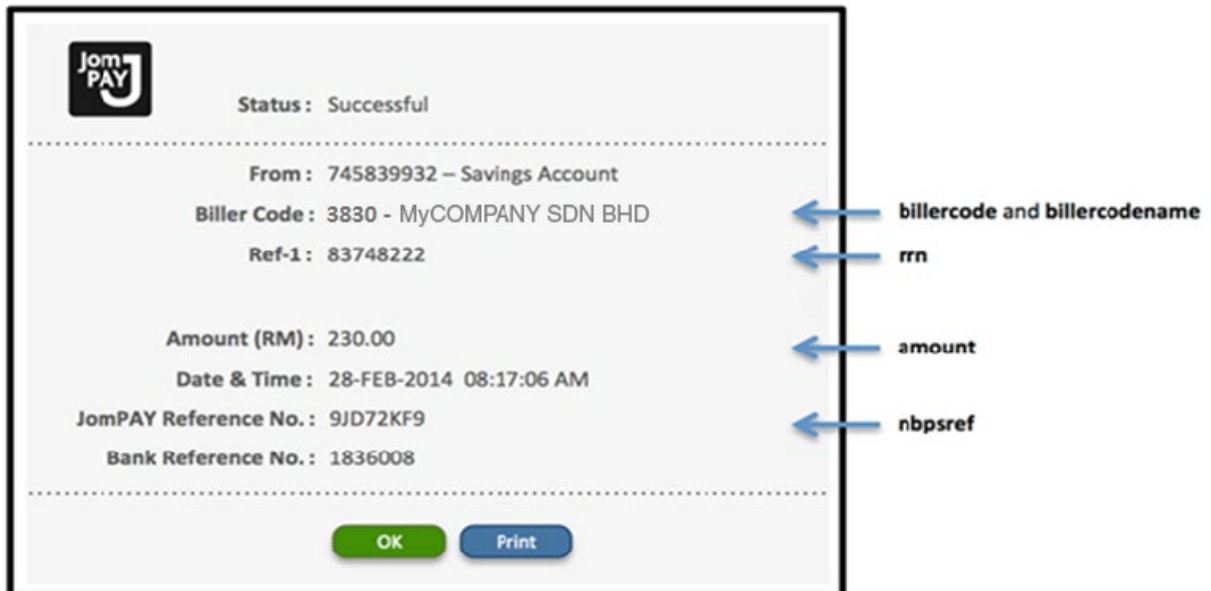 Jom
PAY
Status : Successful
From : 745839932 – Savings Account
Biller Code : 3830 - MyCOMPANY SDN BHD
billercode and billercodename
Ref-1 : 83748222
rrn
Amount (RM) : 230.00
amount
Date & Time : 28-FEB-2014 08:17:06 AM
JomPAY Reference No. : 9JD72KF9
nbpsref
Bank Reference No. : 1836008
OK Print